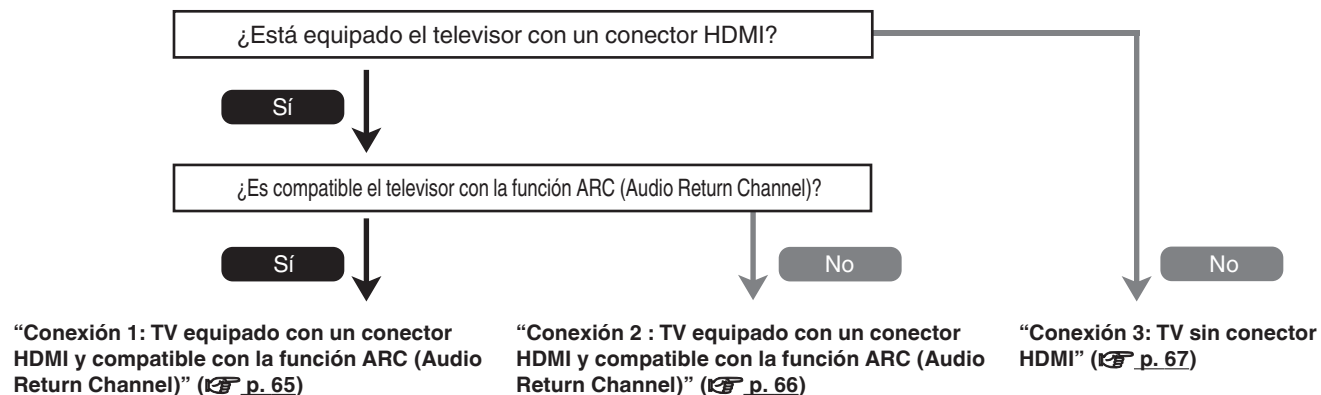 ¿Está equipado el televisor con un conector HDMI?
Sí
¿Es compatible el televisor con la función ARC (Audio Return Channel)?
Sí
No
No
“Conexión 1: TV equipado con un conector
HDMI y compatible con la función ARC (Audio
Return Channel)” (☞ p. 65)
“Conexión 2 : TV equipado con un conector
HDMI y compatible con la función ARC (Audio
Return Channel)” (☞ p. 66)
“Conexión 3: TV sin conector
HDMI” (☞ p. 67)